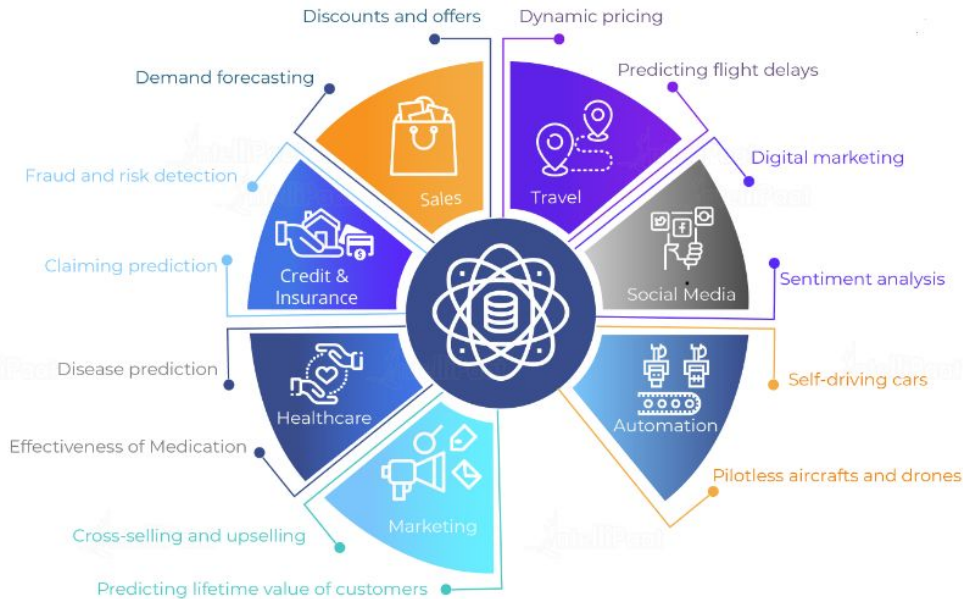 Discounts and offers
Dynamic pricing
Demand forecasting
Predicting flight delays
Sales
Travel
Fraud and risk detection
Digital marketing
Claiming prediction
Credit &
Insurance
Social Media
Sentiment analysis
Disease prediction
Healthcare
Automation
Self-driving cars
Effectiveness of Medication
Pilotless aircrafts and drones
Marketing
Cross-selling and upselling
Predicting lifetime value of customers